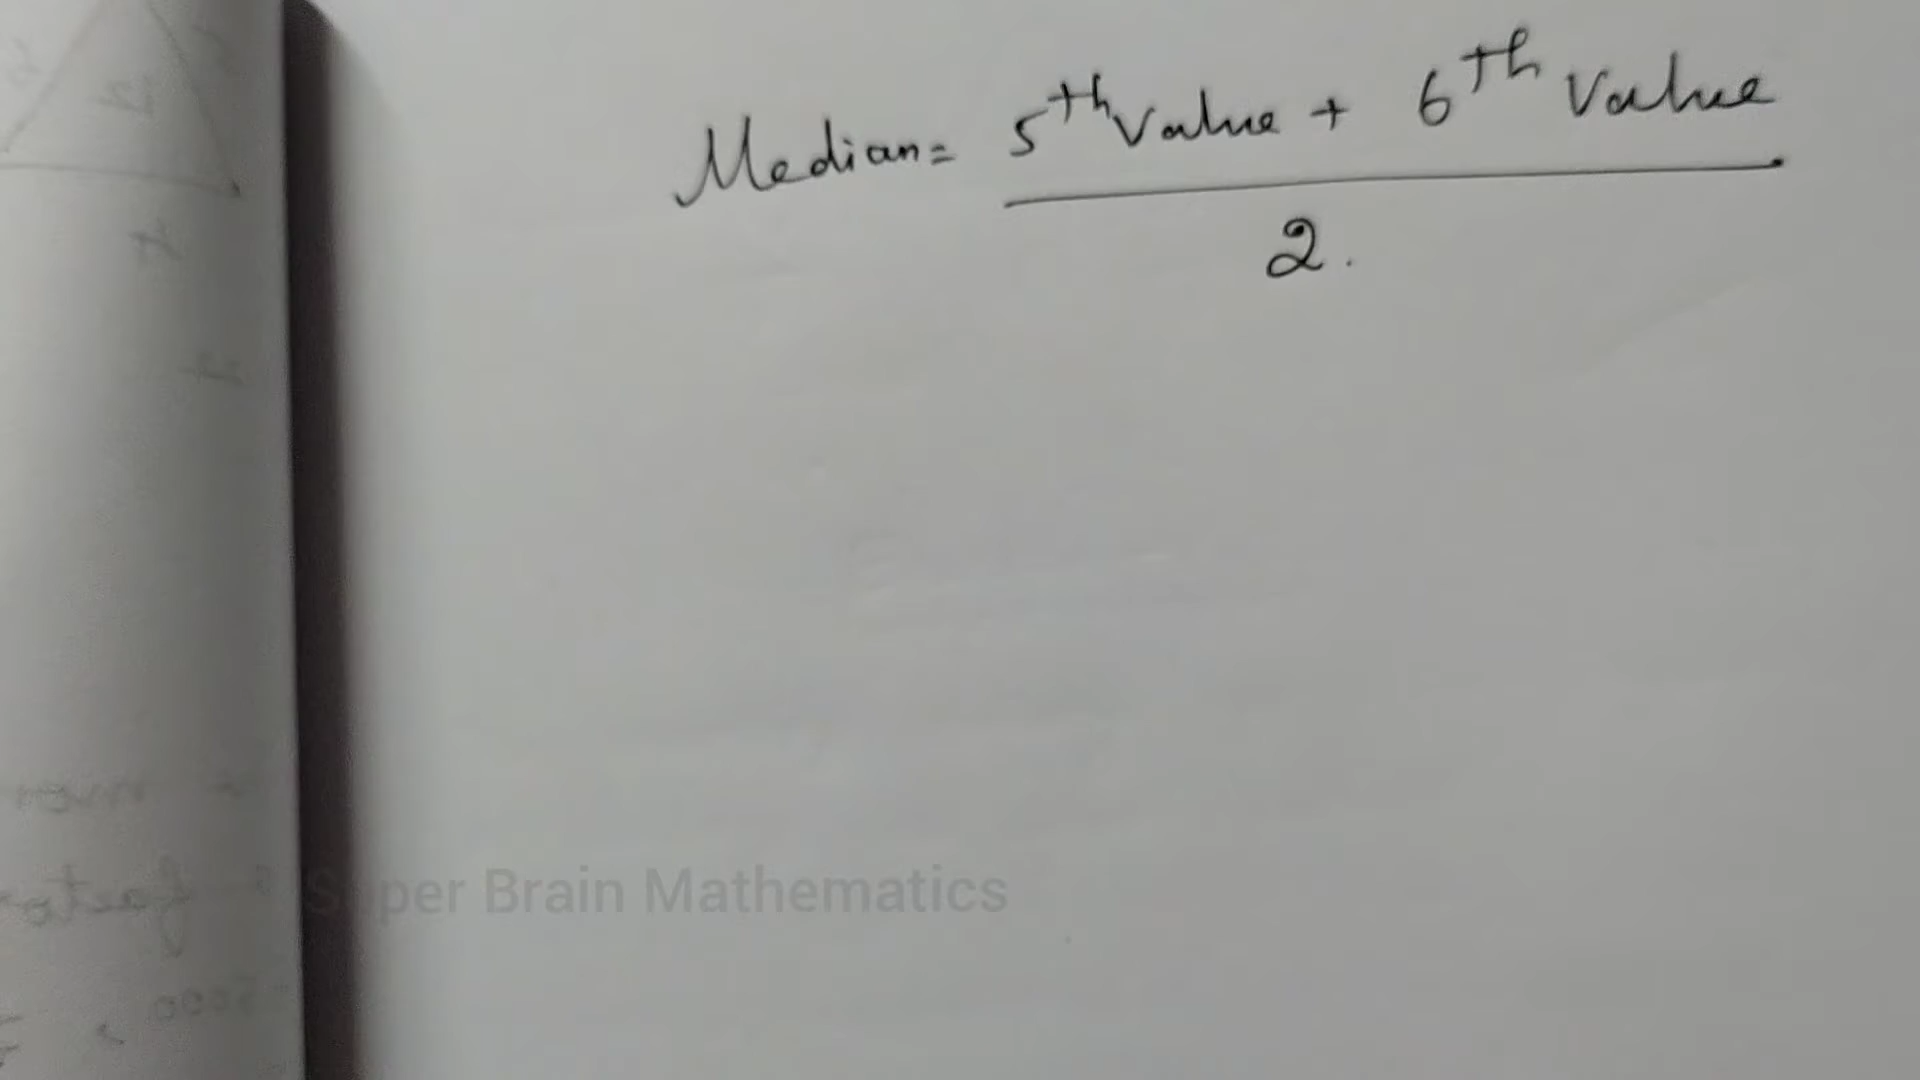 Median = 5th Value + 6th Value
2.
Super Brain Mathematics